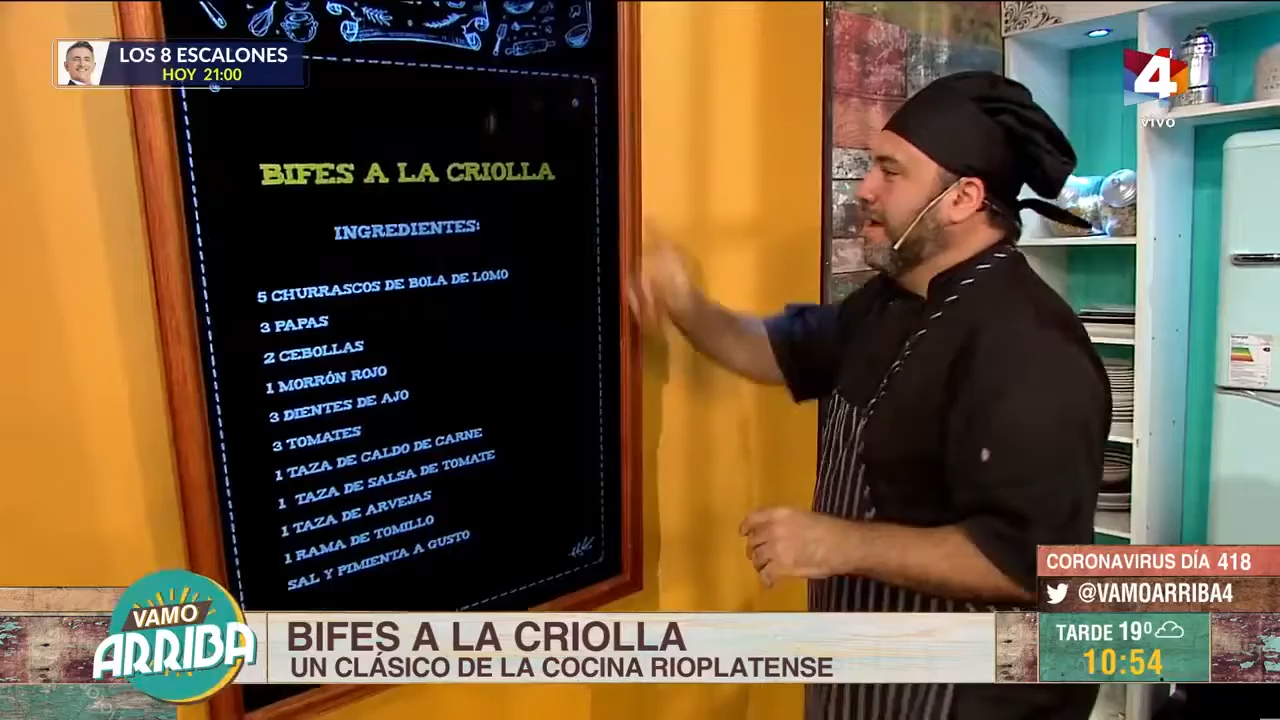 LOS 8 ESCALONES
HOY 21:00
4
VIVO
BIFES A LA CRIOLLA
INGREDIENTES:
5 CHURRASCOS DE BOLA DE LOMO
3 PAPAS
2 CEBOLLAS
1 MORRÓN ROJO
3 DIENTES DE AJO
3 TOMATES
1 TAZA DE CALDO DE CARNE
1 TAZA DE SALSA DE TOMATE
1 TAZA DE ARVEJAS
1 RAMA DE TOMILLO
SAL Y PIMIENTA A GUSTO
CORONAVIRUS DÍA 418
@VAMOARRIBA4
VAMO
ARRIBA
BIFES A LA CRIOLLA
UN CLÁSICO DE LA COCINA RIOPLATENSE
TARDE 19º
10:54